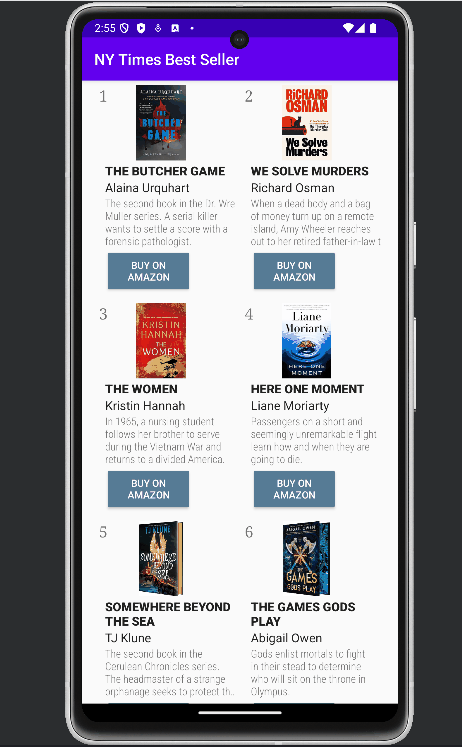 2:55
NY Times Best Seller
1
ALAINA URQUHART
THE BUTCHER GAME
THE BUTCHER GAME
Alaina Urquhart
The second book in the Dr. Wre
Muller series. A serial killer
wants to settle a score with a
forensic pathologist.
BUY ON
AMAZON
2
RICHARD
OSMAN
We Solve
Murders
WE SOLVE MURDERS
Richard Osman
When a dead body and a bag
of money turn up on a remote
island, Amy Wheeler reaches
out to her retired father-in-law t
BUY ON
AMAZON
3
KRISTIN
HANNAH
THE
WOMEN
THE WOMEN
Kristin Hannah
In 1965, a nursing student
follows her brother to serve
during the Vietnam War and
returns to a divided America.
BUY ON
AMAZON
4
Liane
Moriarty
HERE ONE
MOMENT
HERE ONE MOMENT
Liane Moriarty
Passengers on a short and
seemingly unremarkable flight
learn how and when they are
going to die.
BUY ON
AMAZON
5
TJ KLUNE
SOMEWHERE
BEYOND
SEA
SOMEWHERE BEYOND
THE SEA
TJ Klune
The second book in the
Cerulean Chronicles series.
The headmaster of a strange
orphanage seeks to protect th..
6
ABIGAIL OWEN
GAMES
GODS PLAY
THE GAMES GODS
PLAY
Abigail Owen
Gods enlist mortals to fight
in their stead to determine
who will sit on the throne in
Olympus.